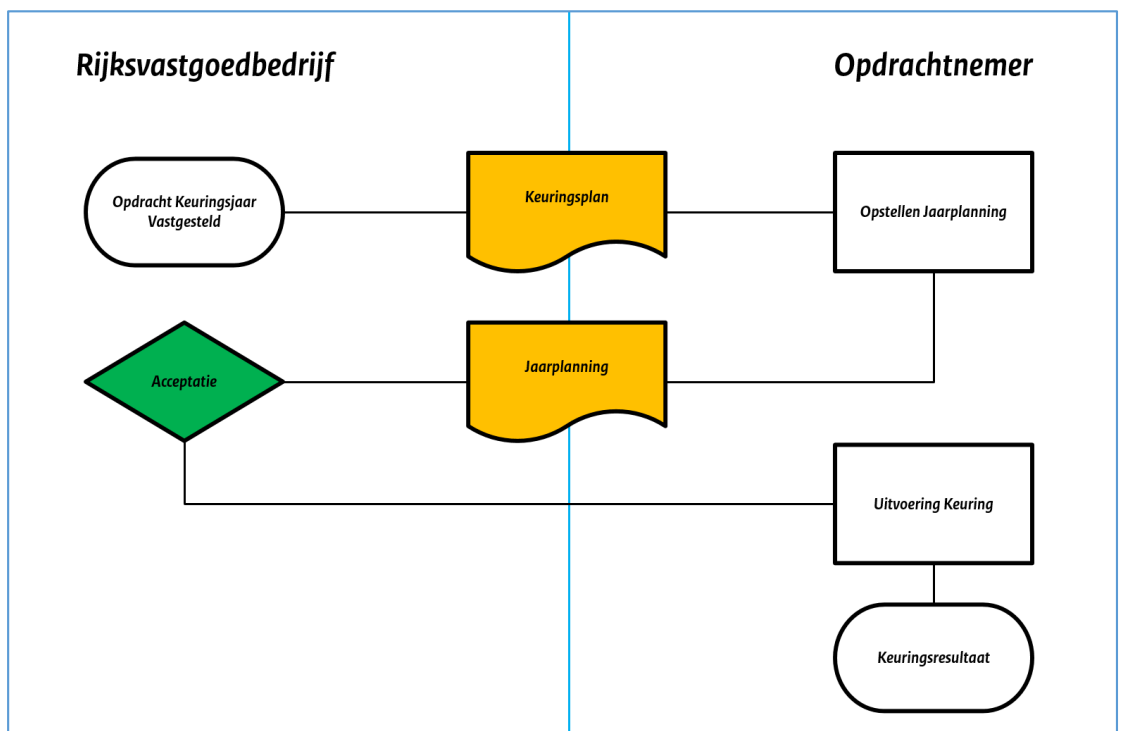 Rijksvastgoedbedrijf
Opdrachtnemer
Opdracht Keuringsjaar
Vastgesteld
Keuringsplan
Opstellen Jaarplanning
Acceptatie
Jaarplanning
Uitvoering Keuring
Keuringsresultaat